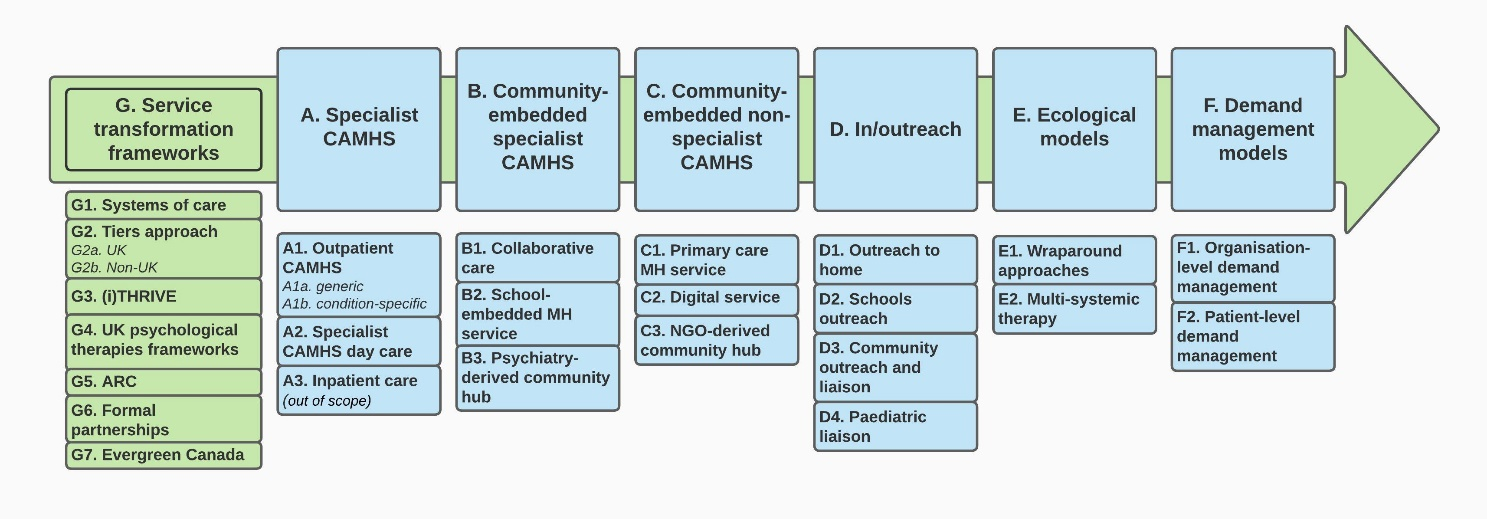 G. Service
transformation
frameworks
G1. Systems of care
G2. Tiers approach
G2a. UK
G2b. Non-UK
G3. (i)THRIVE
G4. UK psychological
therapies frameworks
G5. ARC
G6. Formal
partnerships
G7. Evergreen Canada
A. Specialist
CAMHS
A1. Outpatient
CAMHS
A1a. generic
A1b. condition-specific
A2. Specialist
CAMHS day care
A3. Inpatient care
(out of scope)
B. Community-
embedded
specialist
CAMHS
B1. Collaborative
care
B2. School-
embedded MH
service
B3. Psychiatry-
derived community
hub
C. Community-
embedded non-
specialist
CAMHS
C1. Primary care
MH service
C2. Digital service
C3. NGO-derived
community hub
D. In/outreach
D1. Outreach to
home
D2. Schools
outreach
D3. Community
outreach and
liaison
D4. Paediatric
liaison
E. Ecological
models
E1. Wraparound
approaches
E2. Multi-systemic
therapy
F. Demand
management
models
F1. Organisation-
level demand
management
F2. Patient-level
demand
management